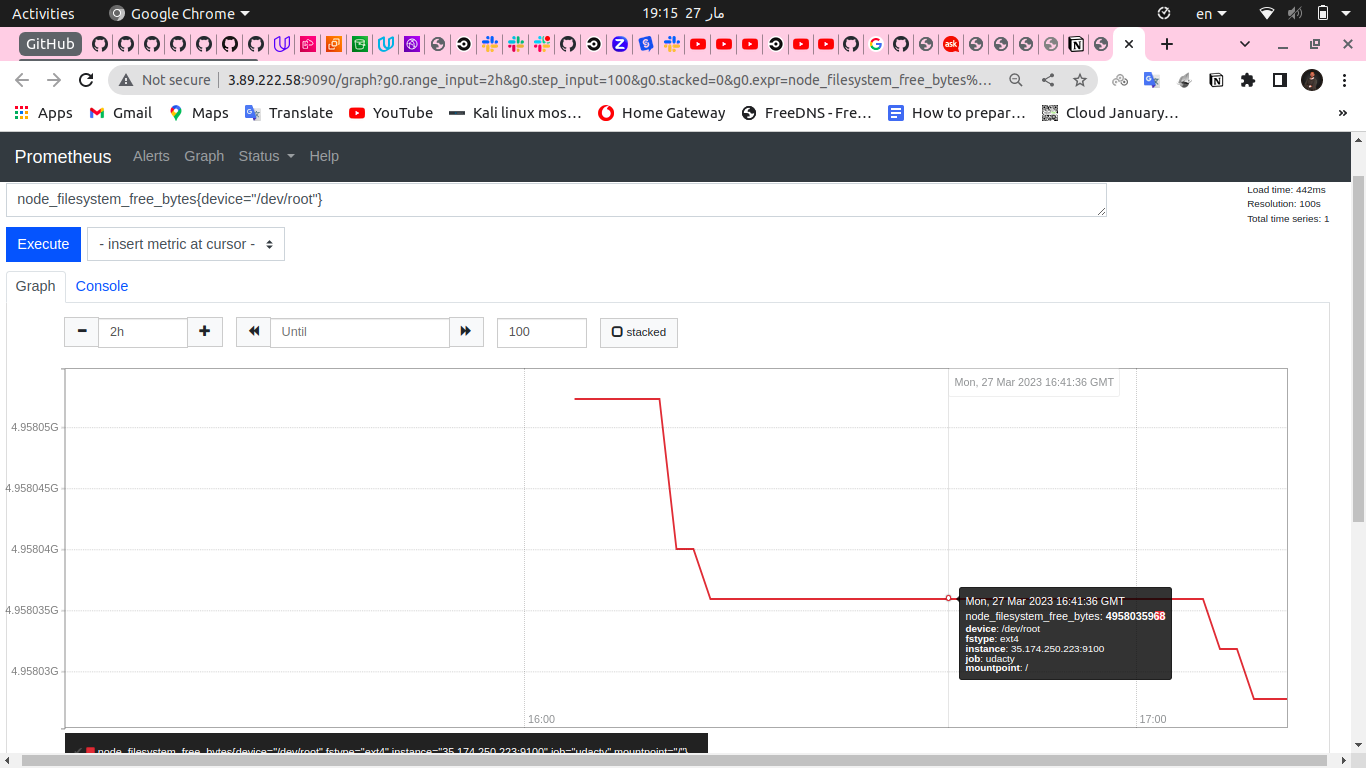 Activities Google Chrome 19:15 27 مار en
GitHub
Not secure 3.89.222.58:9090/graph?g0.range_input=2h&g0.step_input=100&g0.stacked=0&g0.expr=node_filesystem_free_bytes%…
Apps Gmail Maps Translate YouTube Kali linux mos… Home Gateway FreeDNS - Fre… How to prepar… Cloud January… »
Prometheus Alerts Graph Status Help
node_filesystem_free_bytes{device="/dev/root"}
Load time: 442ms
Resolution: 100s
Total time series: 1
Execute - insert metric at cursor -
Graph Console
2h Until 100 stacked
Mon, 27 Mar 2023 16:41:36 GMT
4.95805G
4.958045G
4.95804G
4.958035G
4.95803G
Mon, 27 Mar 2023 16:41:36 GMT
node_filesystem_free_bytes: 4958035968
device: /dev/root
fstype: ext4
instance: 35.174.250.223:9100
job: udacty
mountpoint: /
16:00 17:00
node_filesystem_free_bytes{device="/dev/root",fstype="ext4",instance="35.174.250.223:9100",job="udacty",mountpoint="/"}